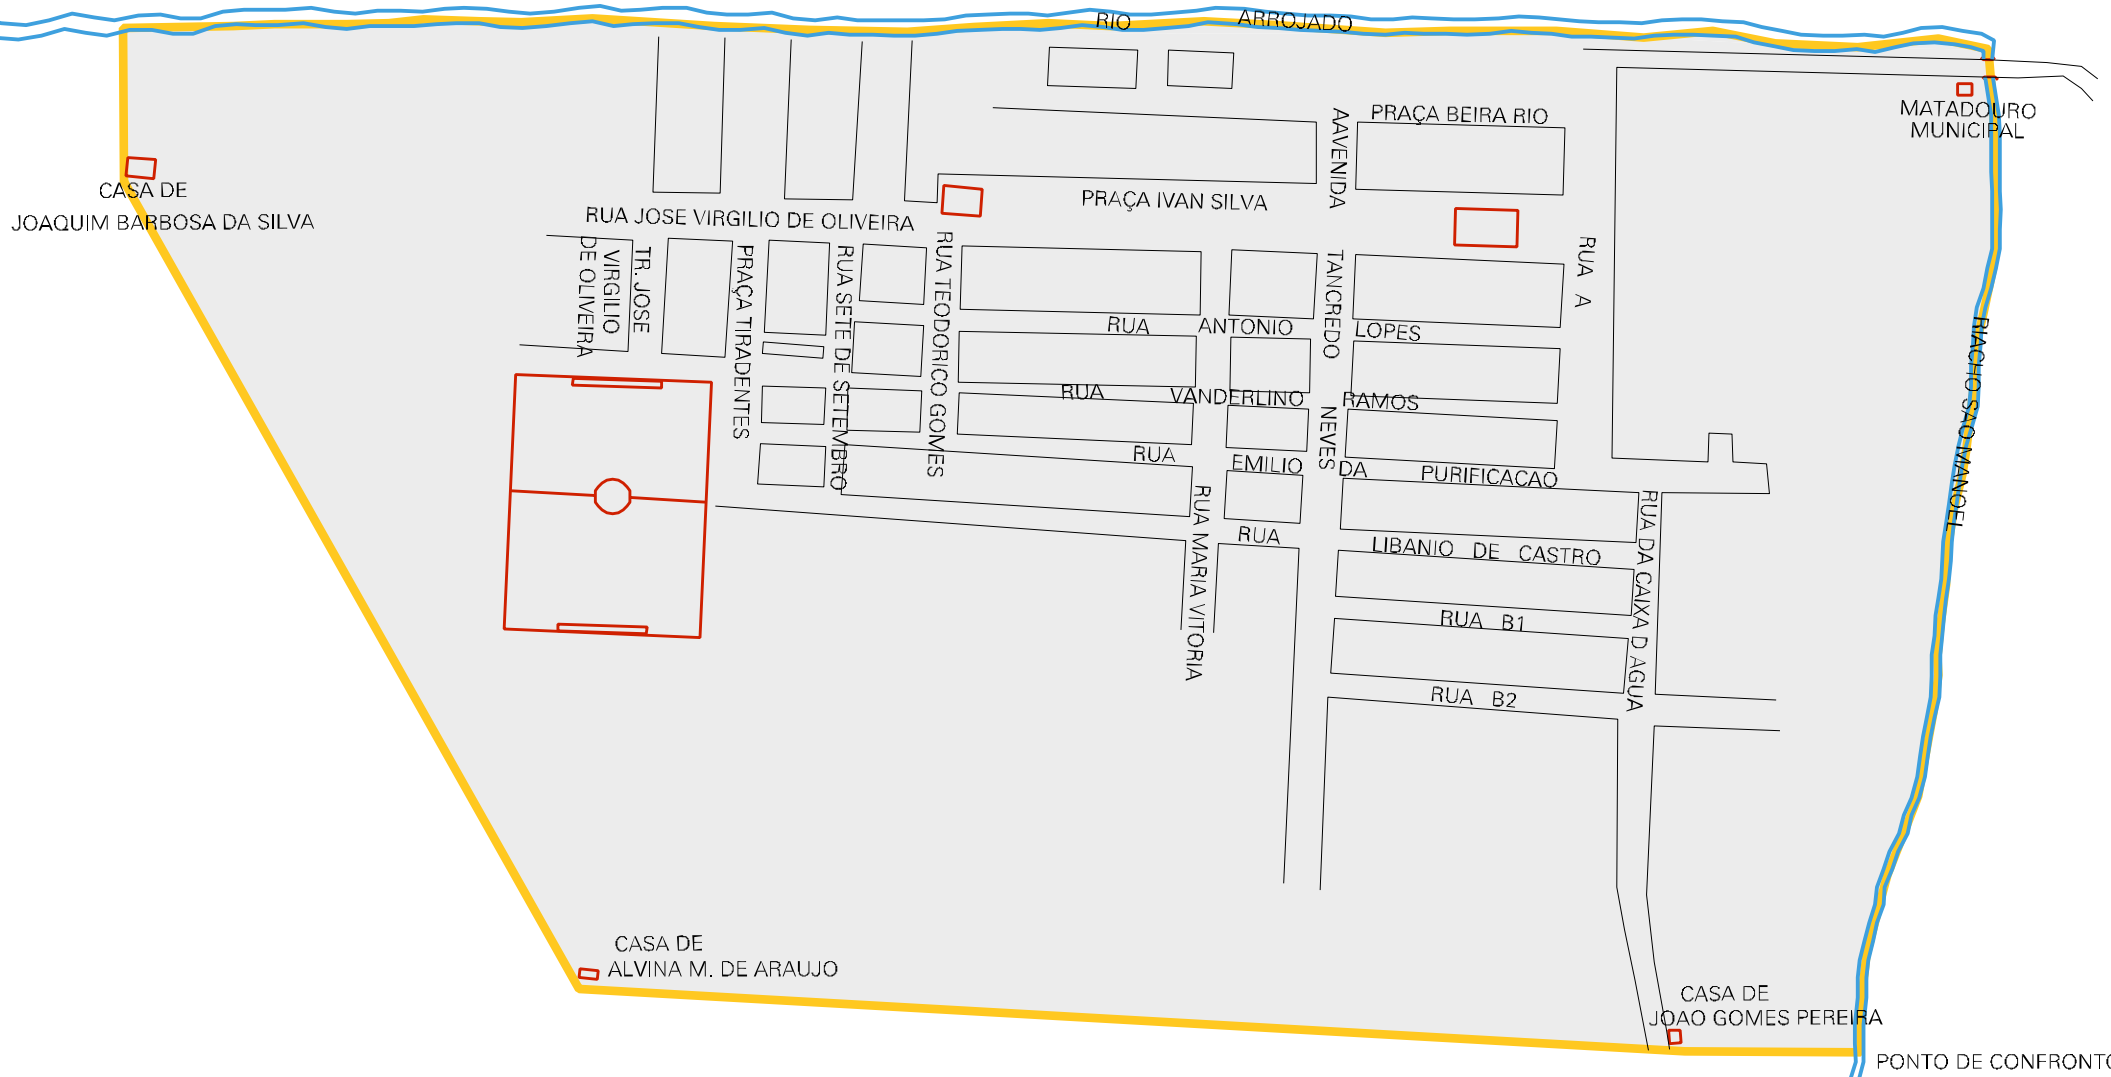 RIO ARROJADO
PRAÇA BEIRA RIO
MATADOURO
MUNICIPAL
AAVENIDA TANCREDO NEVES
CASA DE
JOAQUIM BARBOSA DA SILVA
PRAÇA IVAN SILVA
RUA JOSE VIRGILIO DE OLIVEIRA
TR. JOSE
VIRGILIO
DE OLIVEIRA
PRAÇA TIRADENTES
RUA SETE DE SETEMBRO
RUA TEODORICO GOMES
RUA A
RUA ANTONIO LOPES
RIACHO SAO MANOEL
RUA VANDERLINO RAMOS
RUA EMILIO DA PURIFICACAO
RUA MARIA VITORIA
RUA LIBANIO DE CASTRO
RUA DA CAIXA D AGUA
RUA B1
RUA B2
CASA DE
ALVINA M. DE ARAUJO
CASA DE
JOAO GOMES PEREIRA
PONTO DE CONFRONTO